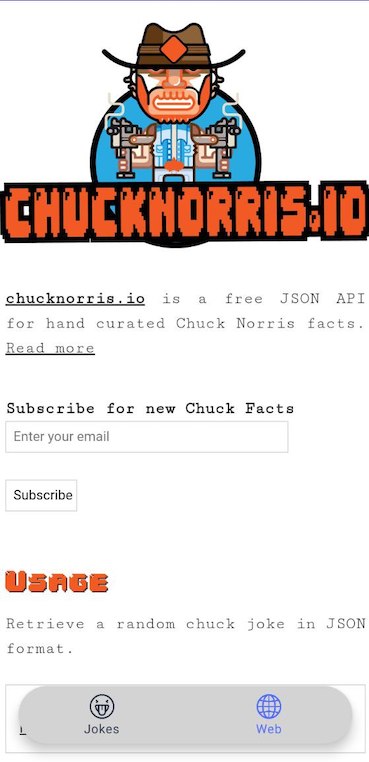 CHUCKNORRIS.IO
chucknorris.io is a free JSON API
for hand curated Chuck Norris facts.
Read more
Subscribe for new Chuck Facts
Enter your email
Subscribe
USAGE
Retrieve a random chuck joke in JSON
format.
Jokes
Web